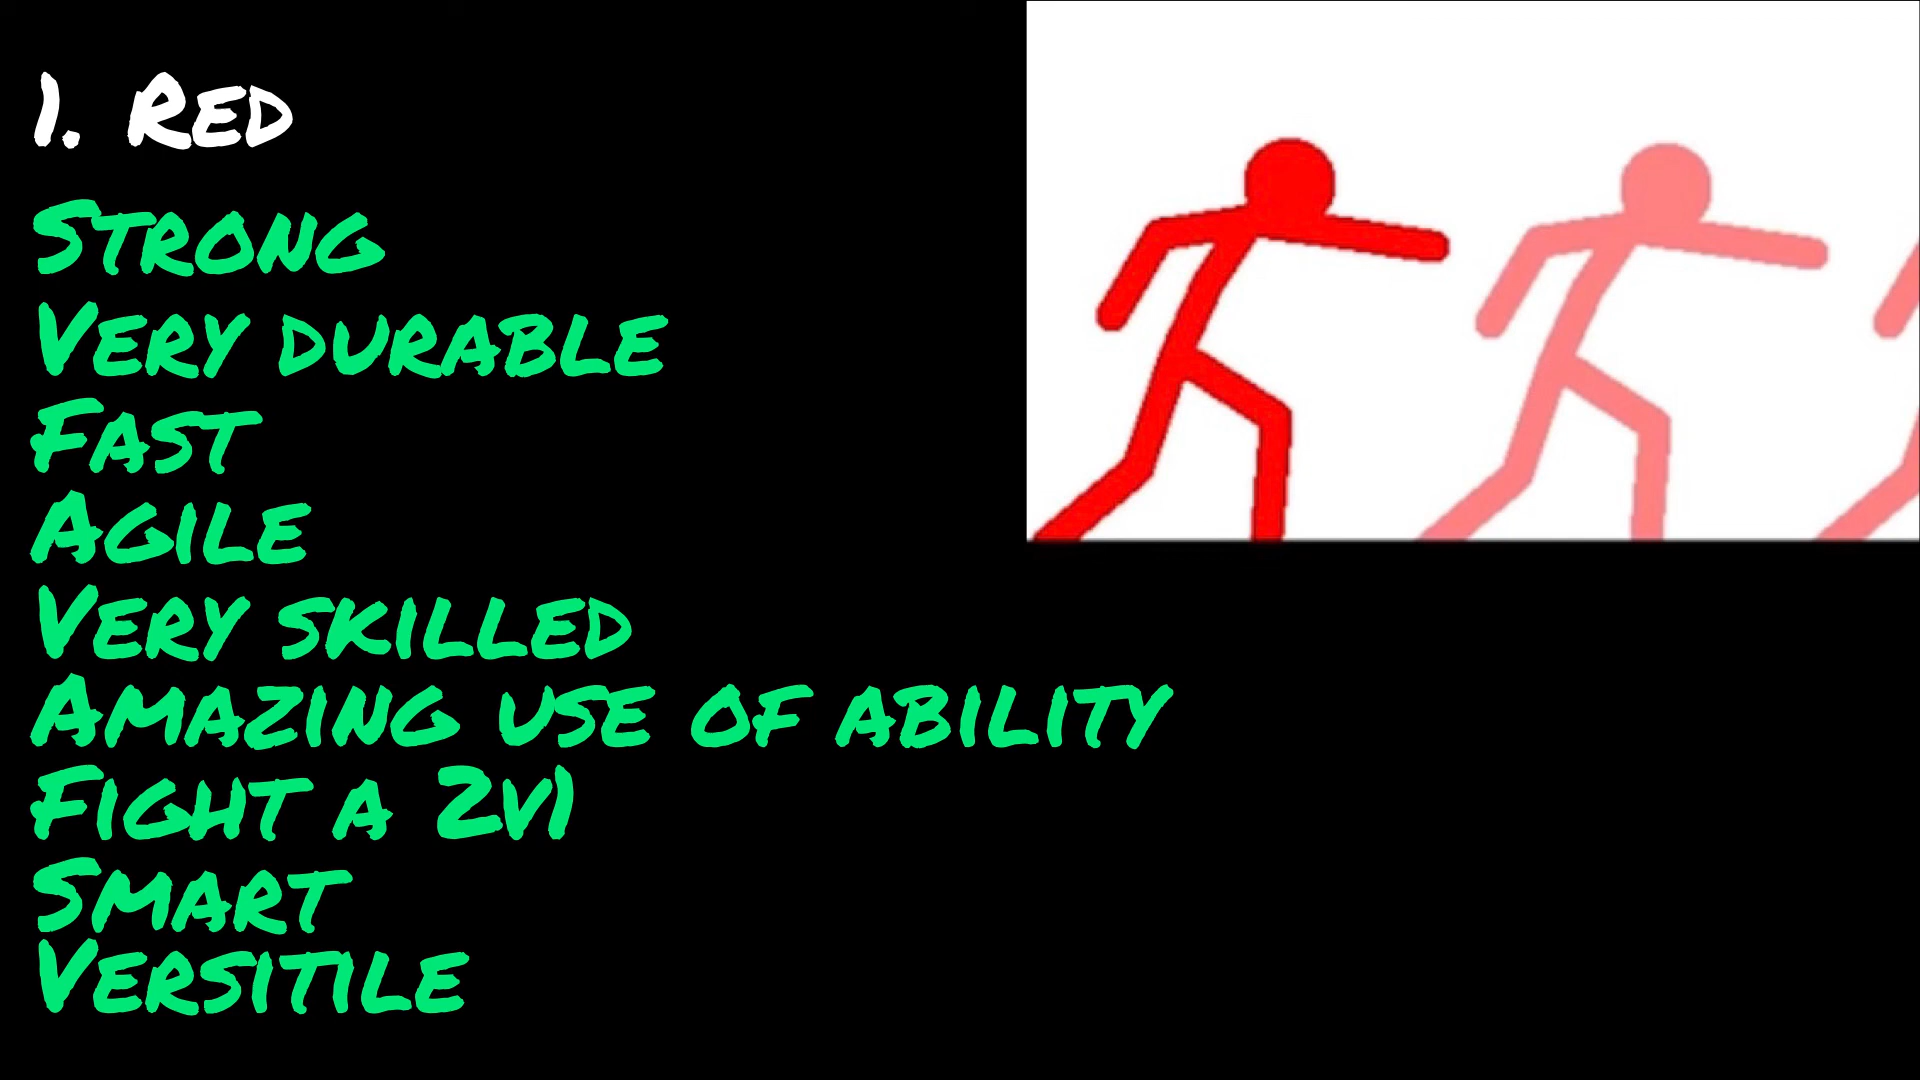 1. Red
Strong
Very durable
Fast
Agile
Very skilled
Amazing use of ability
Fight a 2v1
Smart
Versitile